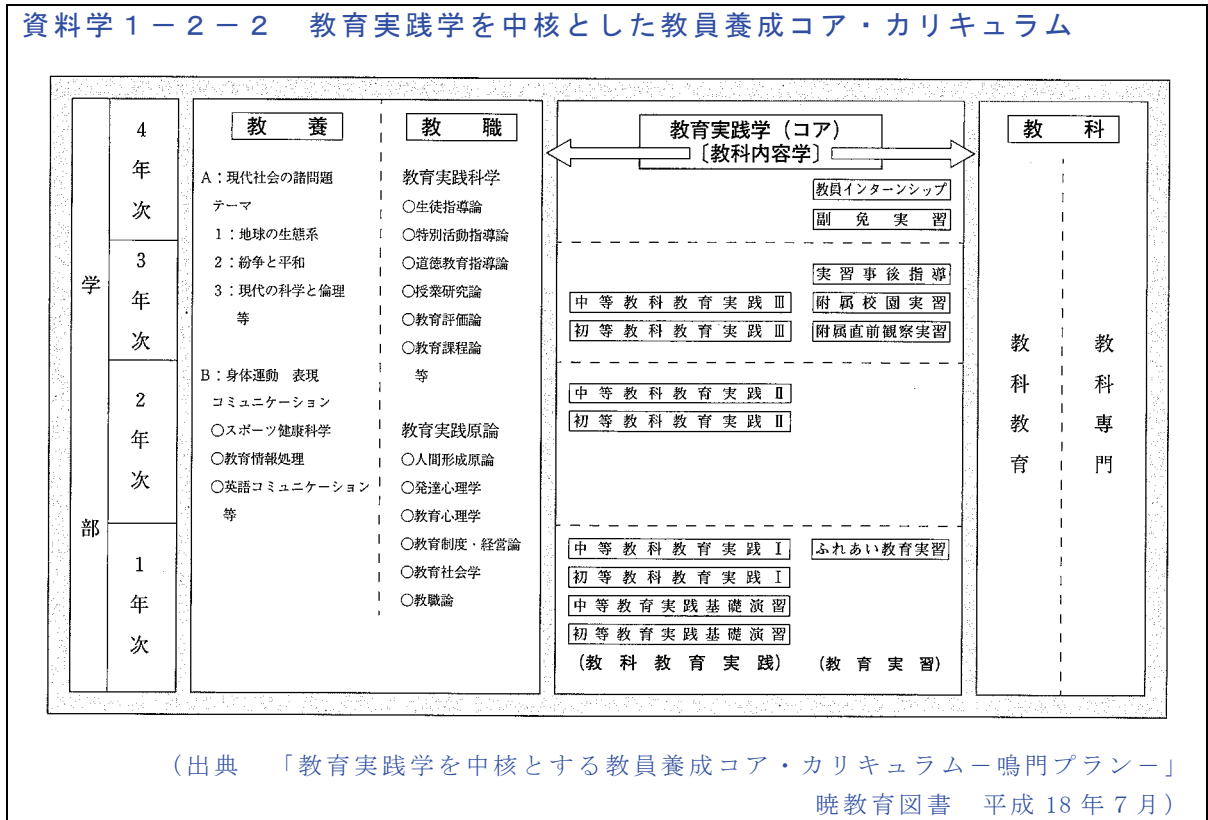 資料学１－２－２　教育実践学を中核とした教員養成コア・カリキュラム
学部
4年次
3年次
2年次
1年次
教　養
A：現代社会の諸問題
テーマ
1：地球の生態系
2：紛争と平和
3：現代の科学と倫理
等
B：身体運動　表現
コミュニケーション
○スポーツ健康科学
○教育情報処理
○英語コミュニケーション
等
教　職
教育実践科学
○生徒指導論
○特別活動指導論
○道徳教育指導論
○授業研究論
○教育評価論
○教育課程論
等
教育実践原論
○人間形成原論
○発達心理学
○教育心理学
○教育制度・経営論
○教育社会学
○教職論
教育実践学（コア）
〔教科内容学〕
教員インターンシップ
副免実習
実習事後指導
中等教科教育実践Ⅲ
附属校園実習
初等教科教育実践Ⅲ
附属直前観察実習
中等教科教育実践Ⅱ
初等教科教育実践Ⅱ
中等教科教育実践Ⅰ
ふれあい教育実習
初等教科教育実践Ⅰ
中等教育実践基礎演習
初等教育実践基礎演習
（教科教育実践）
（教育実習）
教　科
教科教育
教科専門
（出典　「教育実践学を中核とする教員養成コア・カリキュラム－鳴門プラン－」
暁教育図書　平成18年7月）